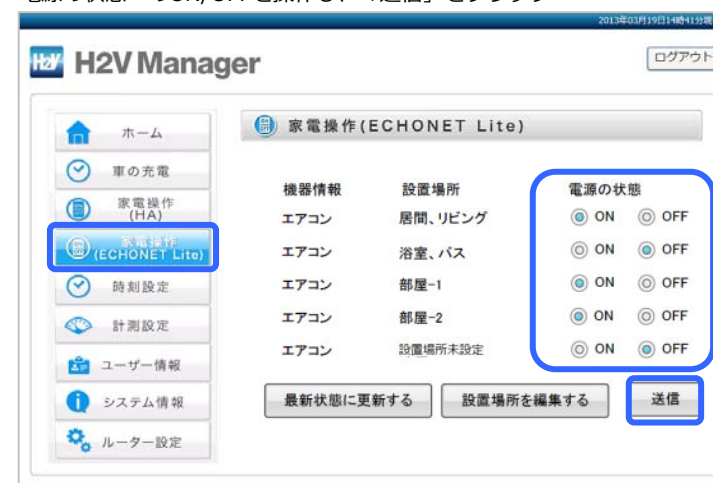 2013年03月19日14時41分現
H2V H2V Manager
ログアウト
家電操作(ECHONET Lite)
ホーム
車の充電
家電操作
(HA)
家電操作
(ECHONET Lite)
時刻設定
計測設定
ユーザー情報
システム情報
ルーター設定
機器情報 設置場所 電源の状態
エアコン 居間、リビング ON OFF
エアコン 浴室、バス ON OFF
エアコン 部屋-1 ON OFF
エアコン 部屋-2 ON OFF
エアコン 設置場所未設定 ON OFF
最新状態に更新する 設置場所を編集する 送信